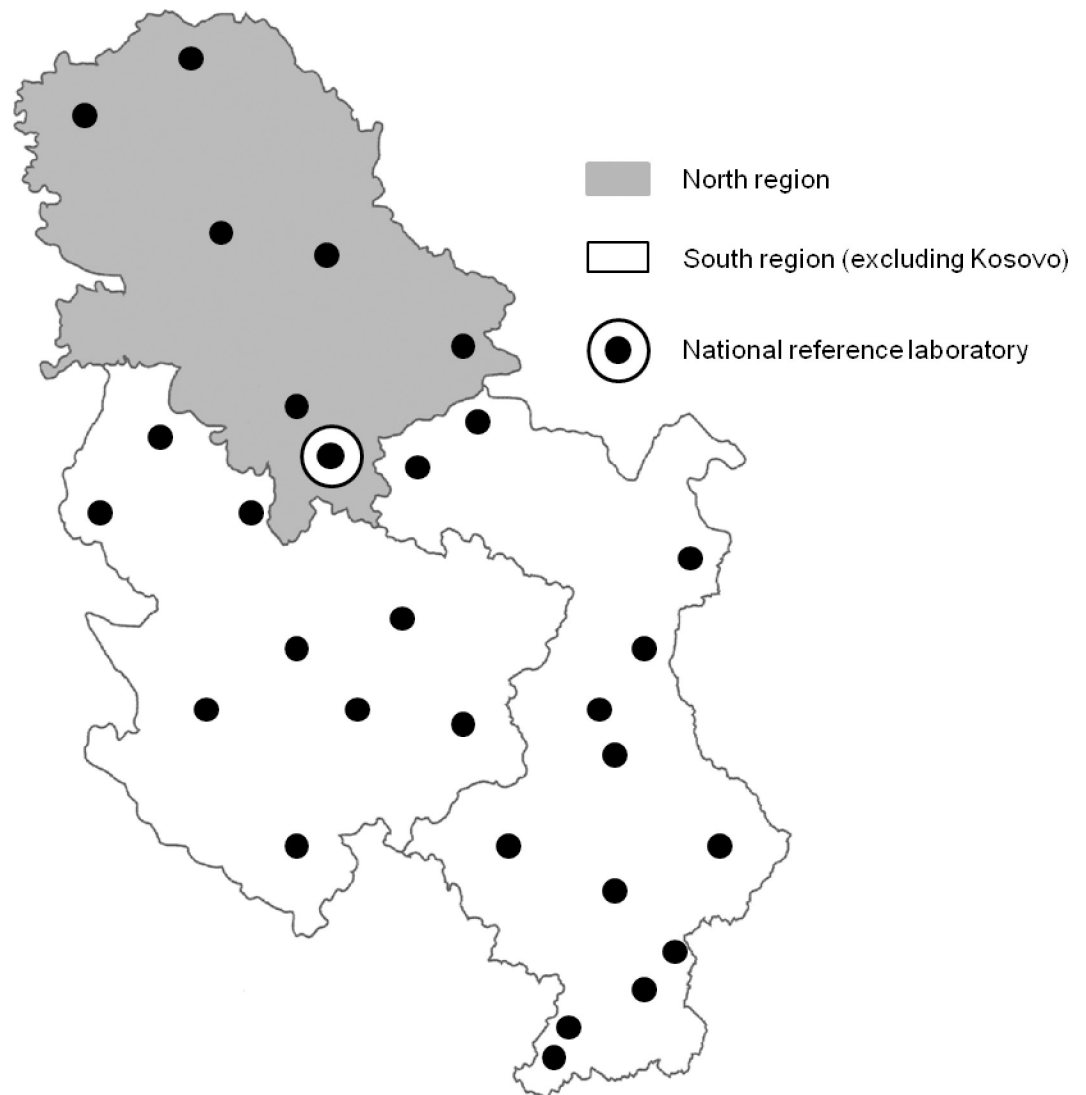 North region
South region (excluding Kosovo)
National reference laboratory